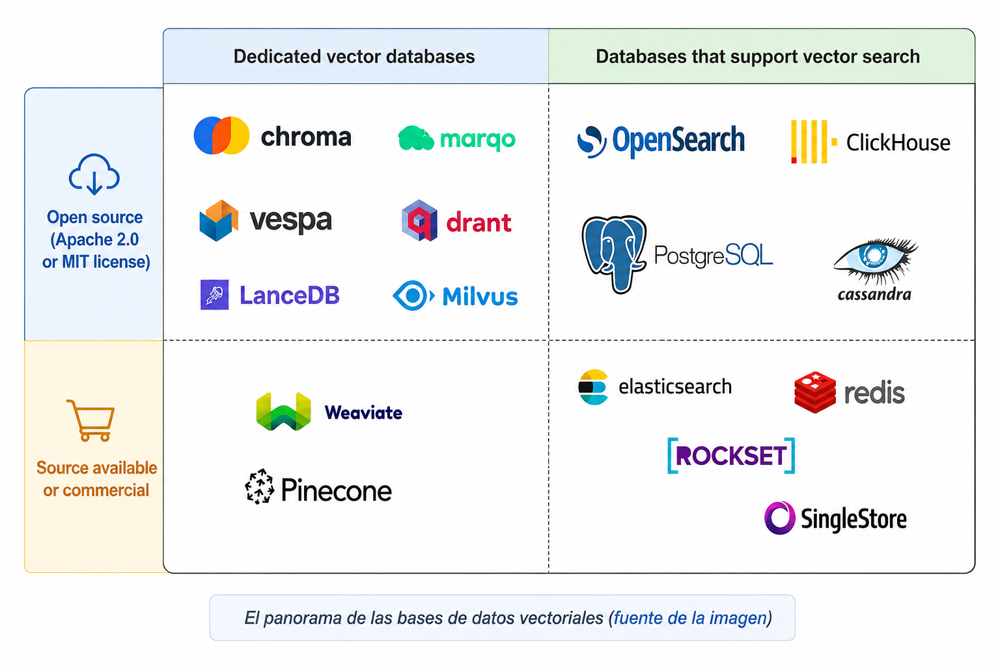 Dedicated vector databases
Databases that support vector search
Open source
(Apache 2.0
or MIT license)
chroma
marqo
vespa
drant
LanceDB
Milvus
OpenSearch
ClickHouse
PostgreSQL
cassandra
Source available
or commercial
Weaviate
Pinecone
elasticsearch
redis
[ROCKSET]
SingleStore
El panorama de las bases de datos vectoriales (fuente de la imagen)